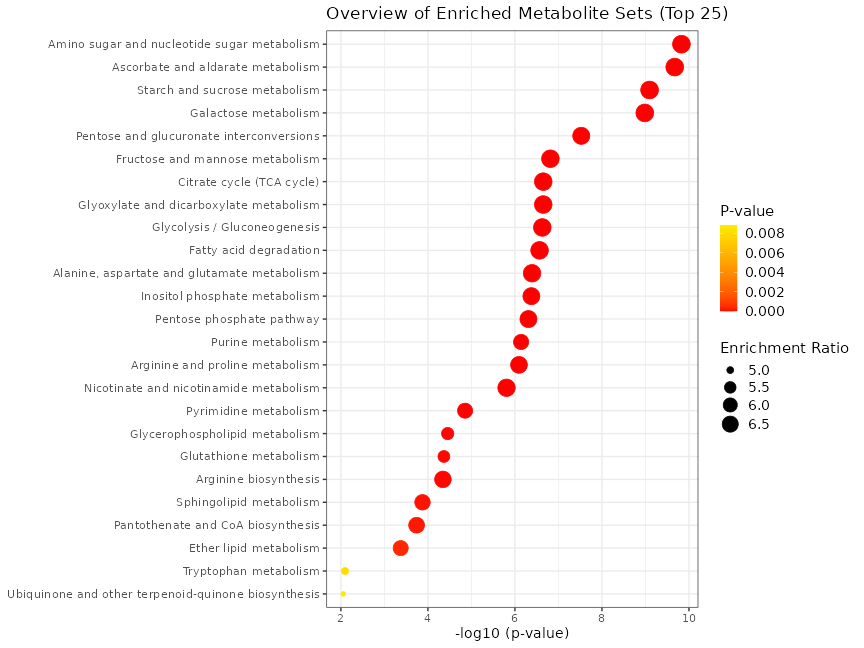 Overview of Enriched Metabolite Sets (Top 25)
Amino sugar and nucleotide sugar metabolism
Ascorbate and aldarate metabolism
Starch and sucrose metabolism
Galactose metabolism
Pentose and glucuronate interconversions
Fructose and mannose metabolism
Citrate cycle (TCA cycle)
Glyoxylate and dicarboxylate metabolism
Glycolysis / Gluconeogenesis
Fatty acid degradation
Alanine, aspartate and glutamate metabolism
Inositol phosphate metabolism
Pentose phosphate pathway
Purine metabolism
Arginine and proline metabolism
Nicotinate and nicotinamide metabolism
Pyrimidine metabolism
Glycerophospholipid metabolism
Glutathione metabolism
Arginine biosynthesis
Sphingolipid metabolism
Pantothenate and CoA biosynthesis
Ether lipid metabolism
Tryptophan metabolism
Ubiquinone and other terpenoid-quinone biosynthesis
2 4 6 8 10
-log10 (p-value)
P-value
0.008
0.006
0.004
0.002
0.000
Enrichment Ratio
5.0
5.5
6.0
6.5